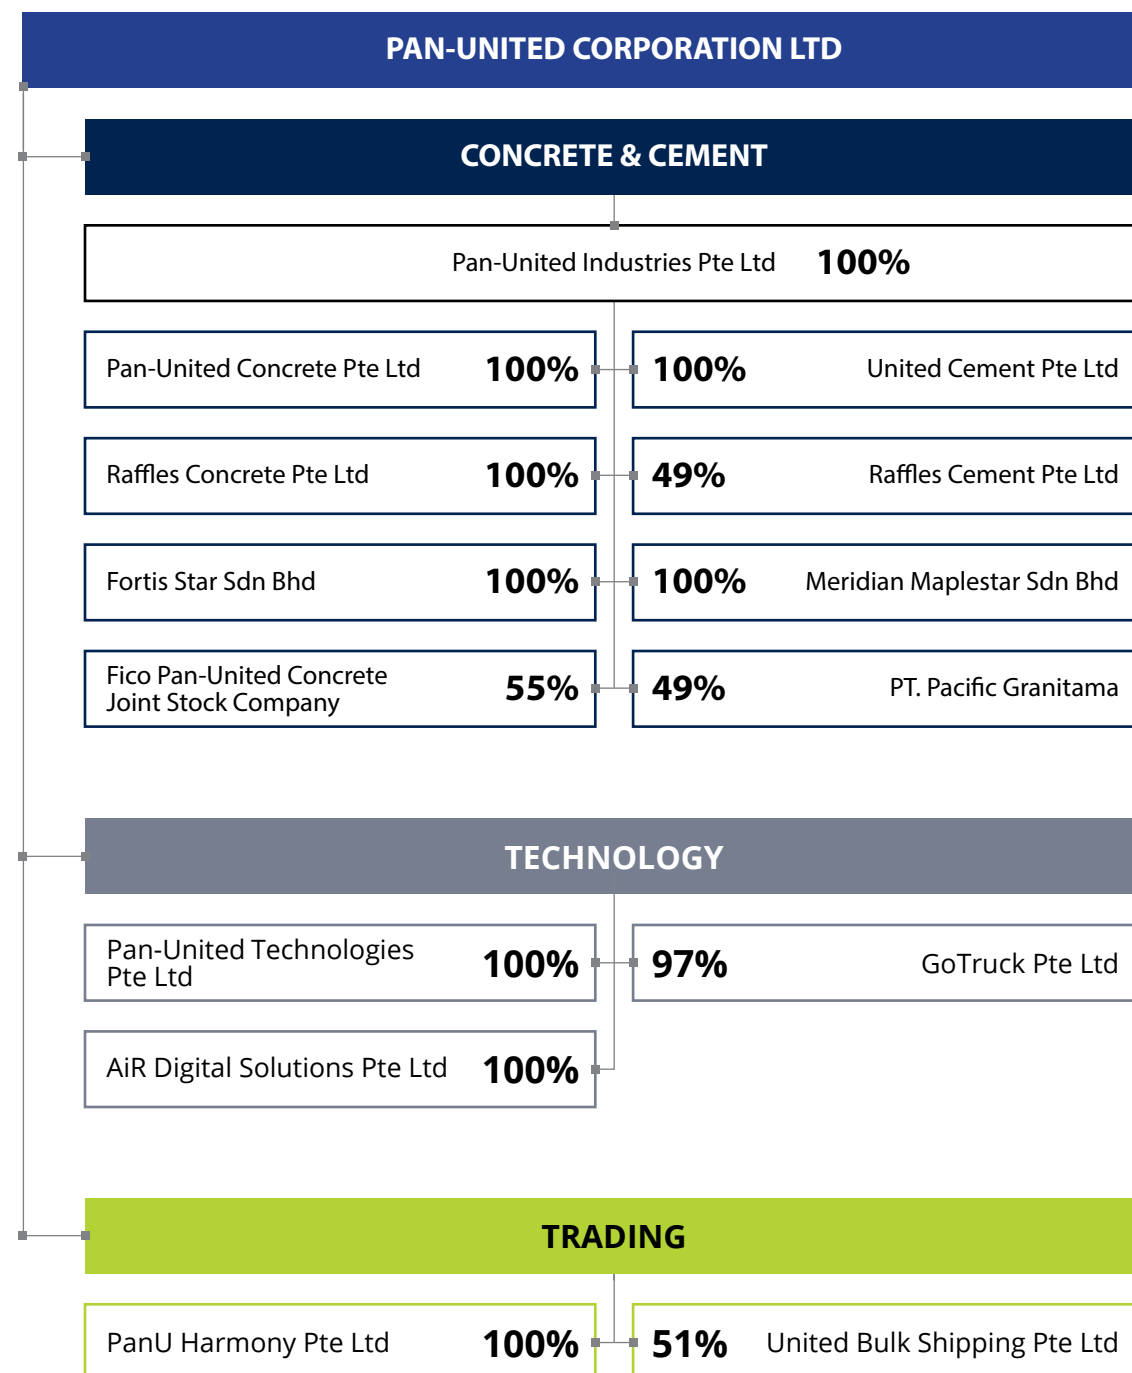 PAN-UNITED CORPORATION LTD
CONCRETE & CEMENT
Pan-United Industries Pte Ltd 100%
Pan-United Concrete Pte Ltd 100%
100% United Cement Pte Ltd
Raffles Concrete Pte Ltd 100%
49% Raffles Cement Pte Ltd
Fortis Star Sdn Bhd 100%
100% Meridian Maplestar Sdn Bhd
Fico Pan-United Concrete
Joint Stock Company 55%
49% PT. Pacific Granitama
TECHNOLOGY
Pan-United Technologies
Pte Ltd 100%
97% GoTruck Pte Ltd
AiR Digital Solutions Pte Ltd 100%
TRADING
PanU Harmony Pte Ltd 100%
51% United Bulk Shipping Pte Ltd